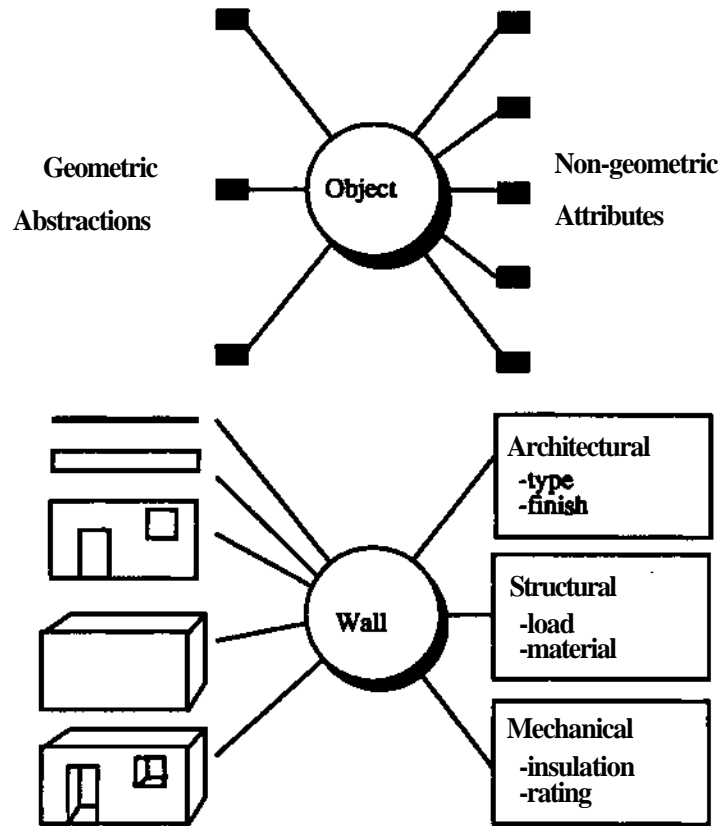 Geometric
Abstractions
Object
Non-geometric
Attributes
Wall
Architectural
-type
-finish
Structural
-load
-material
Mechanical
-insulation
-rating